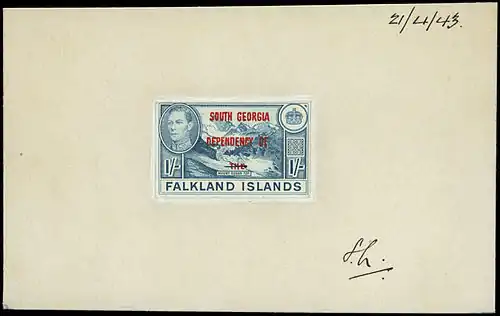 21/4/43.
SOUTH GEORGIA
DEPENDENCY OF
THE
1/-
1/-
FALKLAND ISLANDS